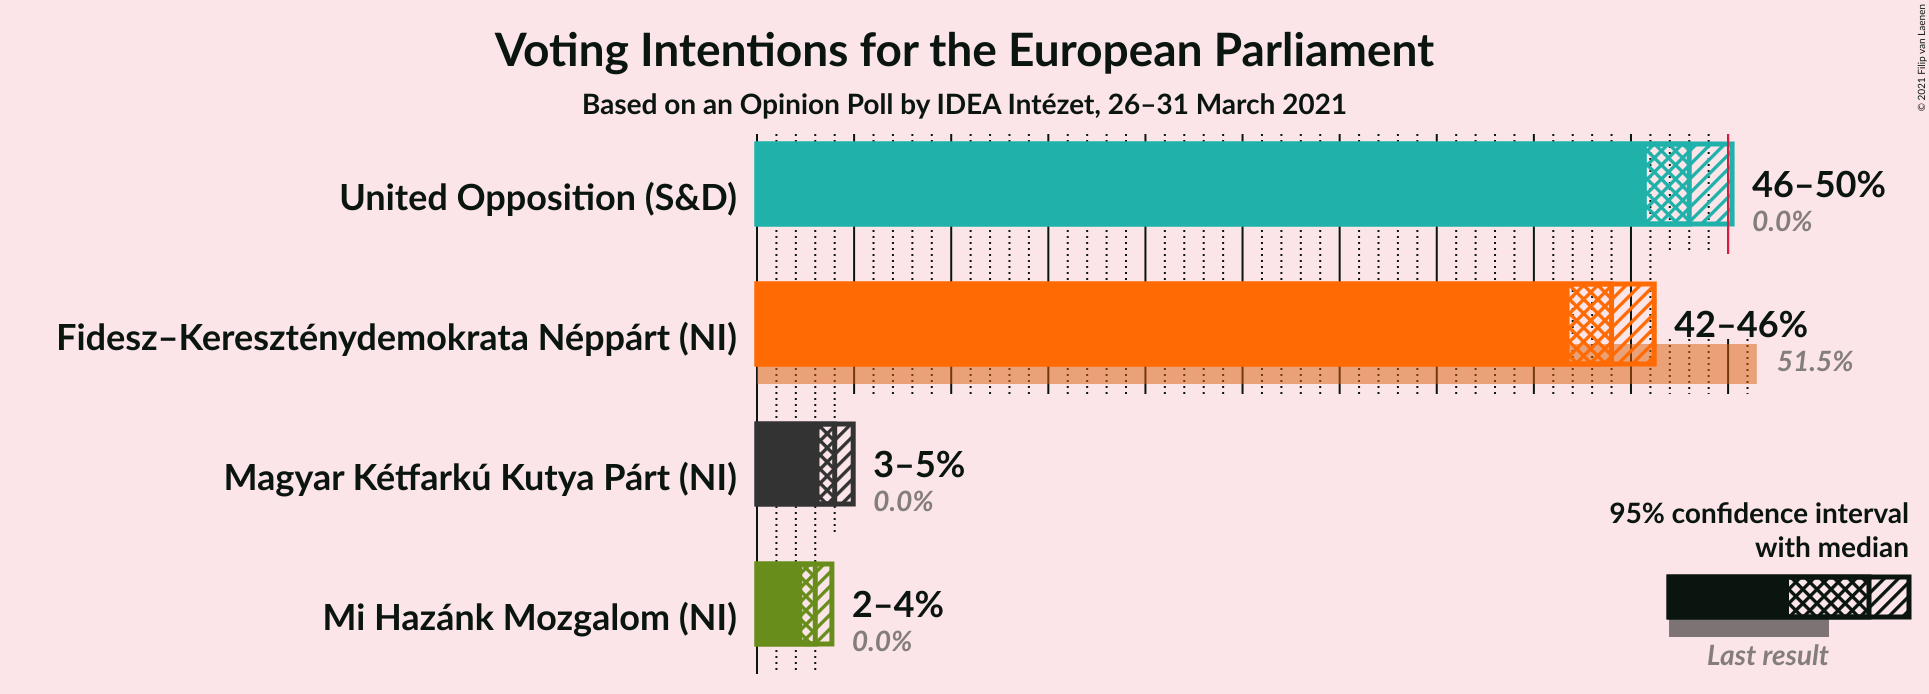 Voting Intentions for the European Parliament
Based on an Opinion Poll by IDEA Intézet, 26–31 March 2021
© 2021 Filip van Laenen
United Opposition (S&D)
46–50%
0.0%
Fidesz–Kereszténydemokrata Néppárt (NI)
42–46%
51.5%
Magyar Kétfarkú Kutya Párt (NI)
3–5%
0.0%
Mi Hazánk Mozgalom (NI)
2–4%
0.0%
95% confidence interval
with median
Last result